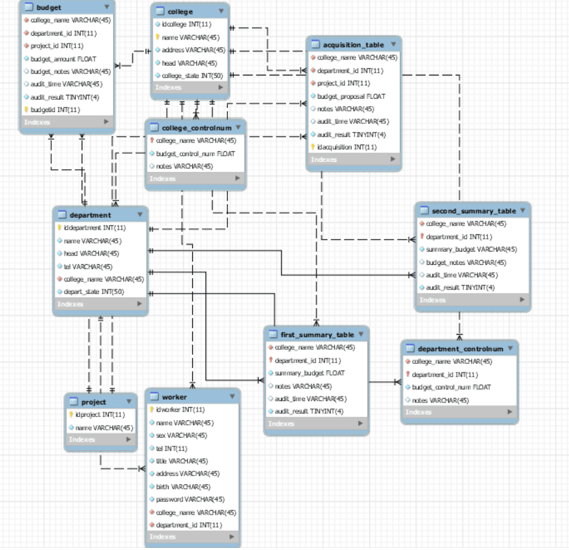 budget
college_name VARCHAR(45)
department_id INT(11)
project_id INT(11)
budget_amount FLOAT
budget_notes VARCHAR(45)
audit_time VARCHAR(45)
audit_result TINYINT(4)
budgetid INT(11)
Indexes
college
idcollege INT(11)
name VARCHAR(45)
address VARCHAR(45)
head VARCHAR(45)
college_state INT(50)
Indexes
acquisition_table
college_name VARCHAR(45)
department_id INT(11)
project_id INT(11)
budget_proposal FLOAT
notes VARCHAR(45)
audit_time VARCHAR(45)
audit_result TINYINT(4)
idacquisition INT(11)
Indexes
college_controlnum
college_name VARCHAR(45)
budget_control_num FLOAT
notes VARCHAR(45)
Indexes
department
iddepartment INT(11)
name VARCHAR(45)
head VARCHAR(45)
tel VARCHAR(45)
college_name VARCHAR(45)
depart_state INT(50)
Indexes
second_summary_table
college_name VARCHAR(45)
department_id INT(11)
summary_budget FLOAT
budget_notes VARCHAR(45)
audit_time VARCHAR(45)
audit_result TINYINT(4)
Indexes
first_summary_table
college_name VARCHAR(45)
department_id INT(11)
summary_budget FLOAT
notes VARCHAR(45)
audit_time VARCHAR(45)
audit_result TINYINT(4)
Indexes
department_controlnum
college_name VARCHAR(45)
department_id INT(11)
budget_control_num FLOAT
notes VARCHAR(45)
Indexes
project
idproject INT(11)
name VARCHAR(45)
Indexes
worker
idworker INT(11)
name VARCHAR(45)
sex VARCHAR(45)
tel INT(11)
title VARCHAR(45)
address VARCHAR(45)
birth VARCHAR(45)
password VARCHAR(45)
college_name VARCHAR(45)
department_id INT(11)
Indexes